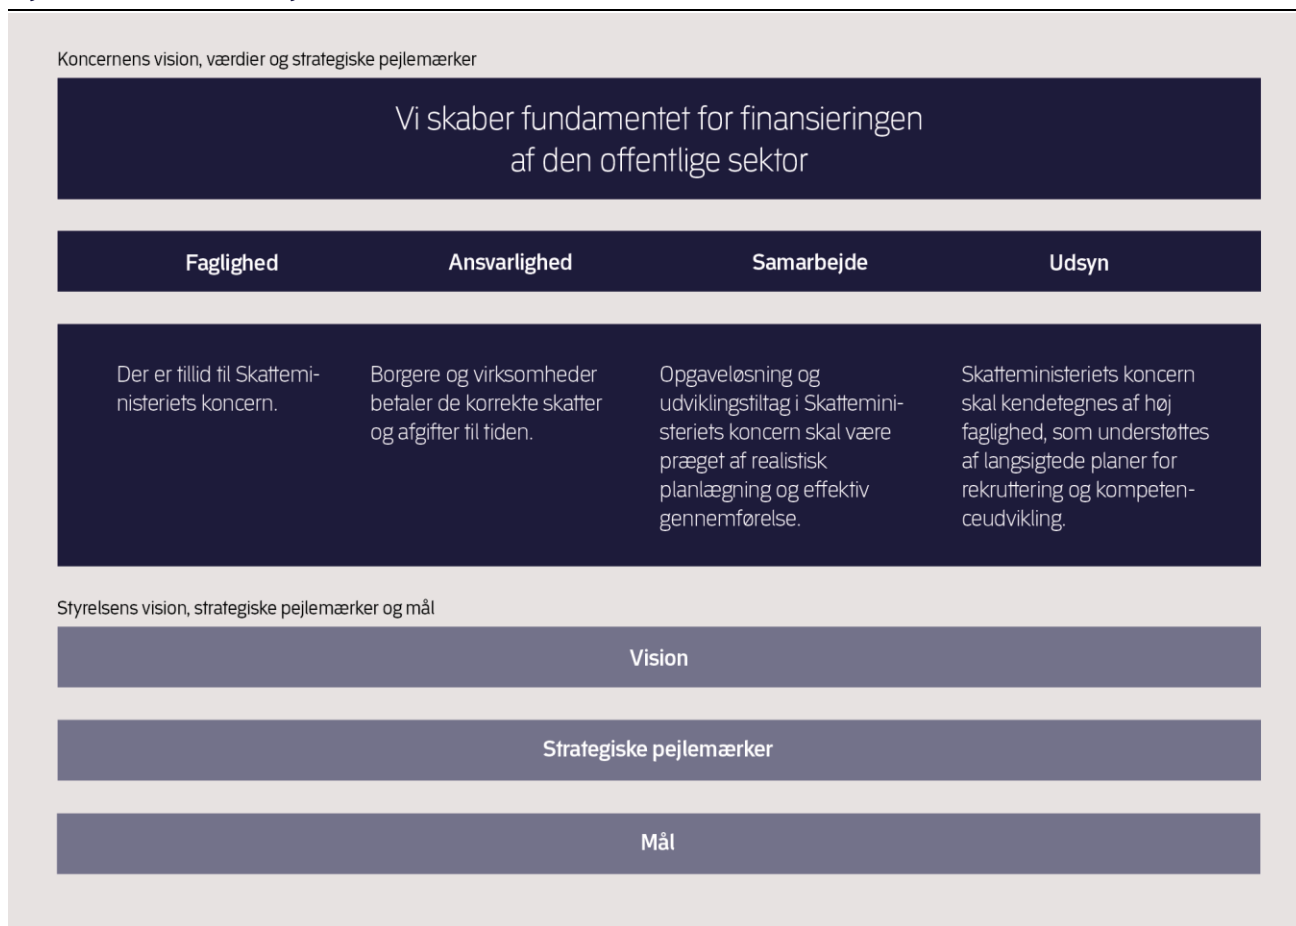 Koncernens vision, værdier og strategiske pejlemærker
Vi skaber fundamentet for finansieringen
af den offentlige sektor
Faglighed
Ansvarlighed
Samarbejde
Udsyn
Der er tillid til Skattemi-
nisteriets koncern.
Borgere og virksomheder
betaler de korrekte skatter
og afgifter til tiden.
Opgaveløsning og
udviklingstiltag i Skattemini-
steriets koncern skal være
præget af realistisk
planlægning og effektiv
gennemførelse.
Skatteministeriets koncern
skal kendetegnes af høj
faglighed, som understøttes
af langsigtede planer for
rekruttering og kompeten-
ceudvikling.
Styrelsens vision, strategiske pejlemærker og mål
Vision
Strategiske pejlemærker
Mål